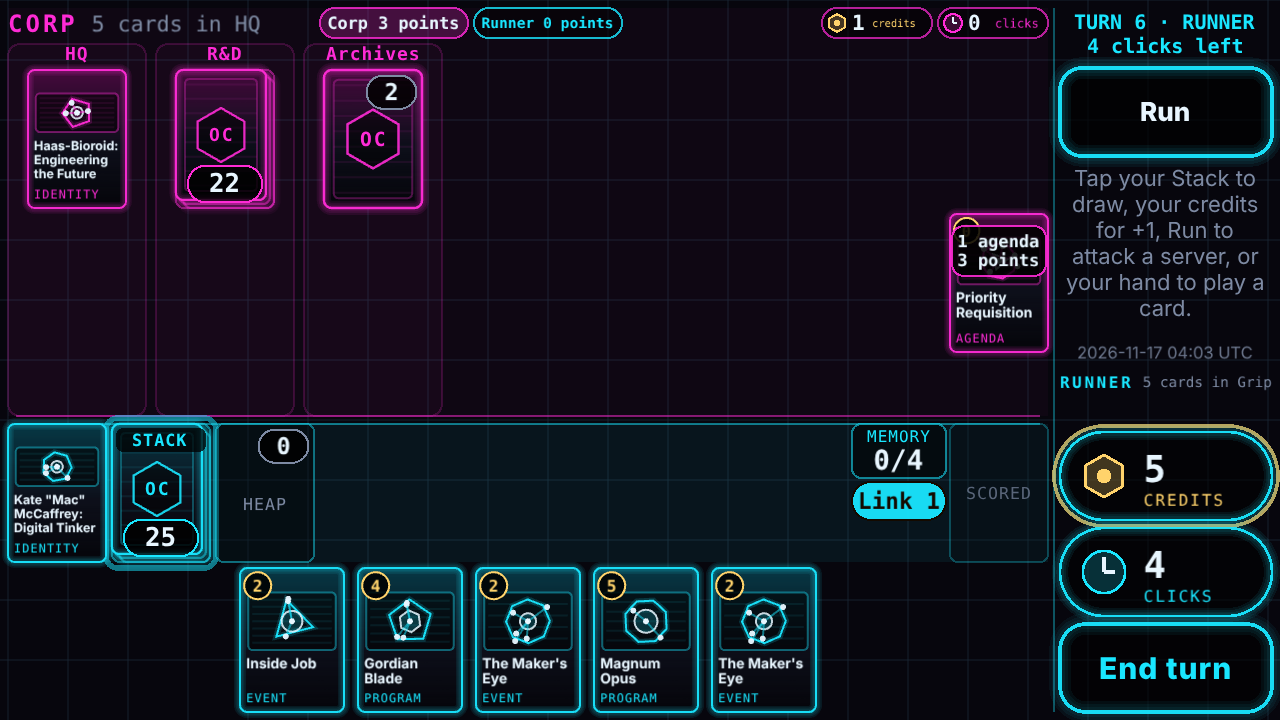 CORP 5 cards in HQ
Corp 3 points
Runner 0 points
1 credits
0 clicks
TURN 6 · RUNNER
4 clicks left
HQ
R&D
Archives
Haas-Bioroid:
Engineering
the Future
IDENTITY
OC
22
2
OC
Run
Tap your Stack to
draw, your credits
for +1, Run to
attack a server, or
your hand to play a
card.
1 agenda
3 points
Priority
Requisition
AGENDA
2026-11-17 04:03 UTC
RUNNER 5 cards in Grip
Kate "Mac"
McCaffrey:
Digital Tinker
IDENTITY
STACK
OC
25
0
HEAP
MEMORY
0/4
Link 1
SCORED
5
CREDITS
4
CLICKS
End turn
2
Inside Job
EVENT
4
Gordian
Blade
PROGRAM
2
The Maker's
Eye
EVENT
5
Magnum
Opus
PROGRAM
2
The Maker's
Eye
EVENT